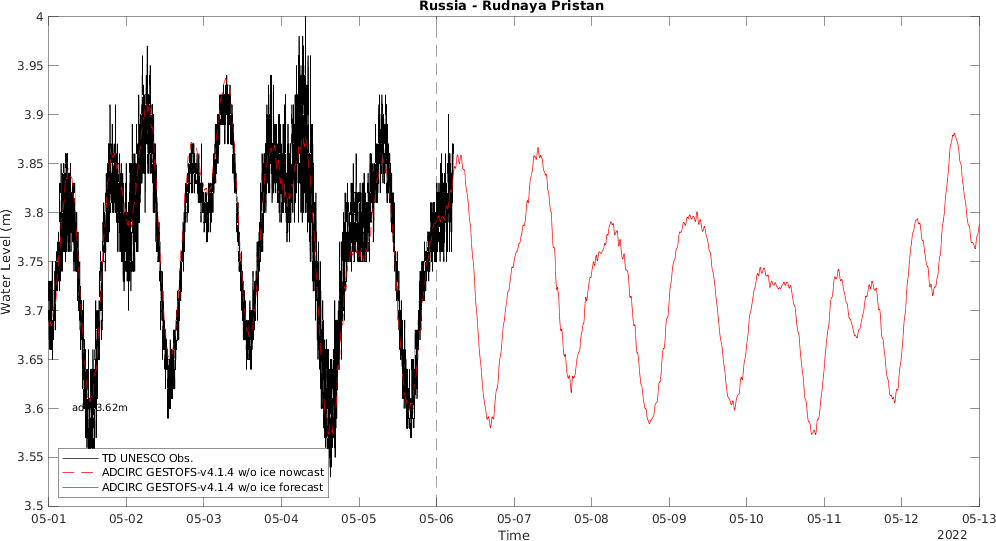 Russia - Rudnaya Pristan
4
3.95
3.9
3.85
3.8
3.75
3.7
3.65
3.6
3.55
3.5
Water Level (m)
3.62m
TD UNESCO Obs.
ADCIRC GESTOFS-v4.1.4 w/o ice nowcast
ADCIRC GESTOFS-v4.1.4 w/o ice forecast
05-01 05-02 05-03 05-04 05-05 05-06 05-07 05-08 05-09 05-10 05-11 05-12 05-13
Time
2022